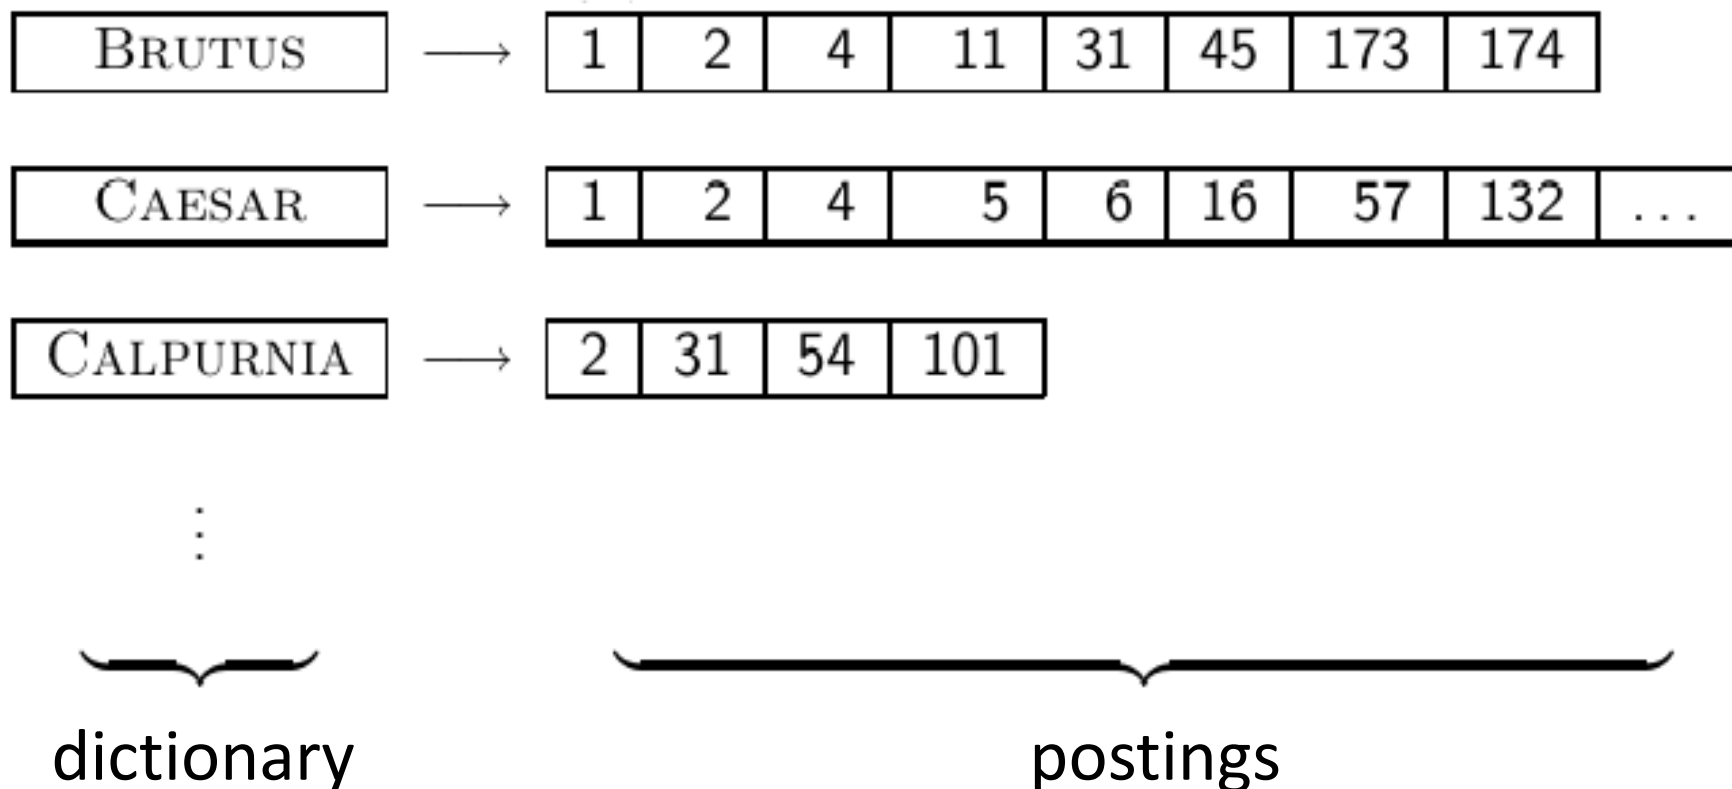 BRUTUS → 1 2 4 11 31 45 173 174
CAESAR → 1 2 4 5 6 16 57 132 ...
CALPURNIA → 2 31 54 101
⋮
dictionary postings